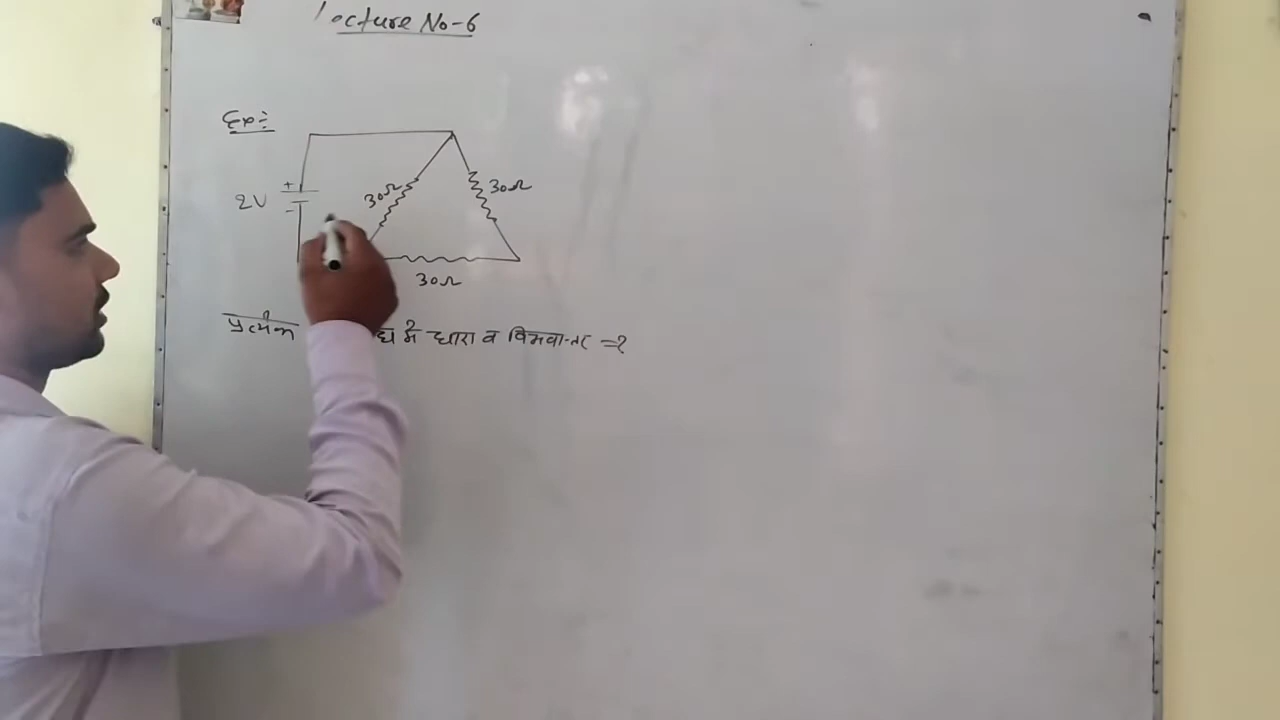 Lecture No-6
Ex:-
2V
+
-
30Ω
30Ω
30Ω
प्रत्येक में धारा व विभवान्तर =?